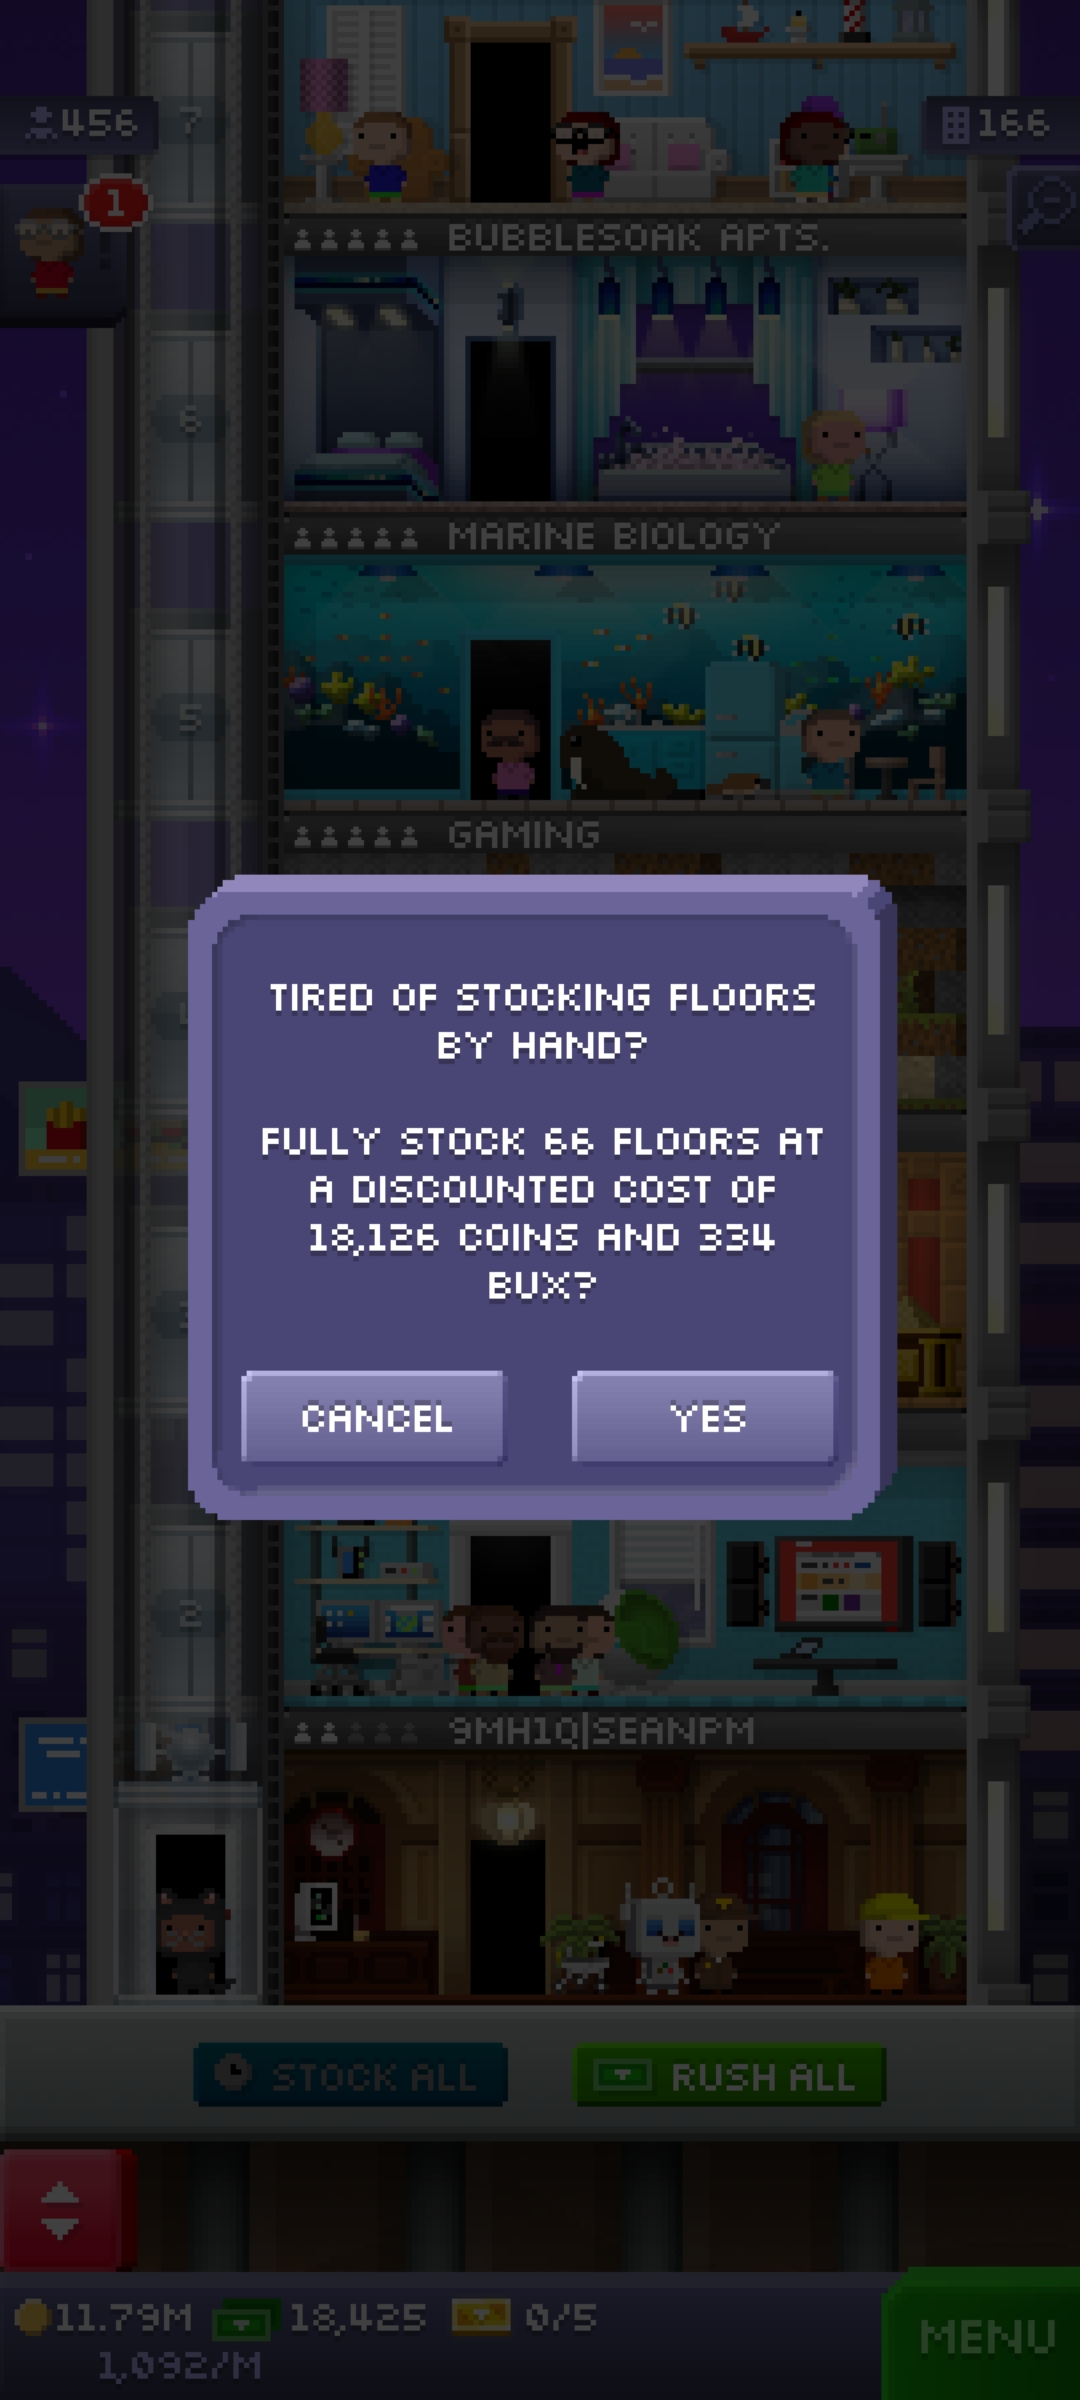 456
7
166
1
BUBBLESOAK APTS.
6
MARINE BIOLOGY
5
GAMING
TIRED OF STOCKING FLOORS
BY HAND?
FULLY STOCK 66 FLOORS AT
A DISCOUNTED COST OF
18,126 COINS AND 334
BUX?
CANCEL
YES
2
9MH1Q|SEANPM
STOCK ALL
RUSH ALL
11.79M
18,425
0/5
MENU
1,092/M